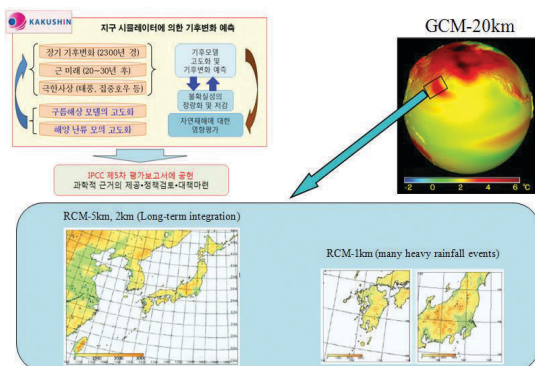 KAKUSHIN
지구 시뮬레이터에 의한 기후변화 예측
장기 기후변화 (2300년 경)
근 미래 (20~30년 후)
극한사상 (태풍, 집중호우 등)
구름해상 모델의 고도화
해양 난류 모의 고도화
기후모델
고도화 및
기후변화 예측
불확실성의
정량화 및 저감
자연재해에 대한
영향평가
IPCC 제5차 평가보고서에 공헌
과학적 근거의 제공•정책검토•대책마련
GCM-20km
-2 0 2 4 6 °C
RCM-5km, 2km (Long-term integration)
RCM-1km (many heavy rainfall events)